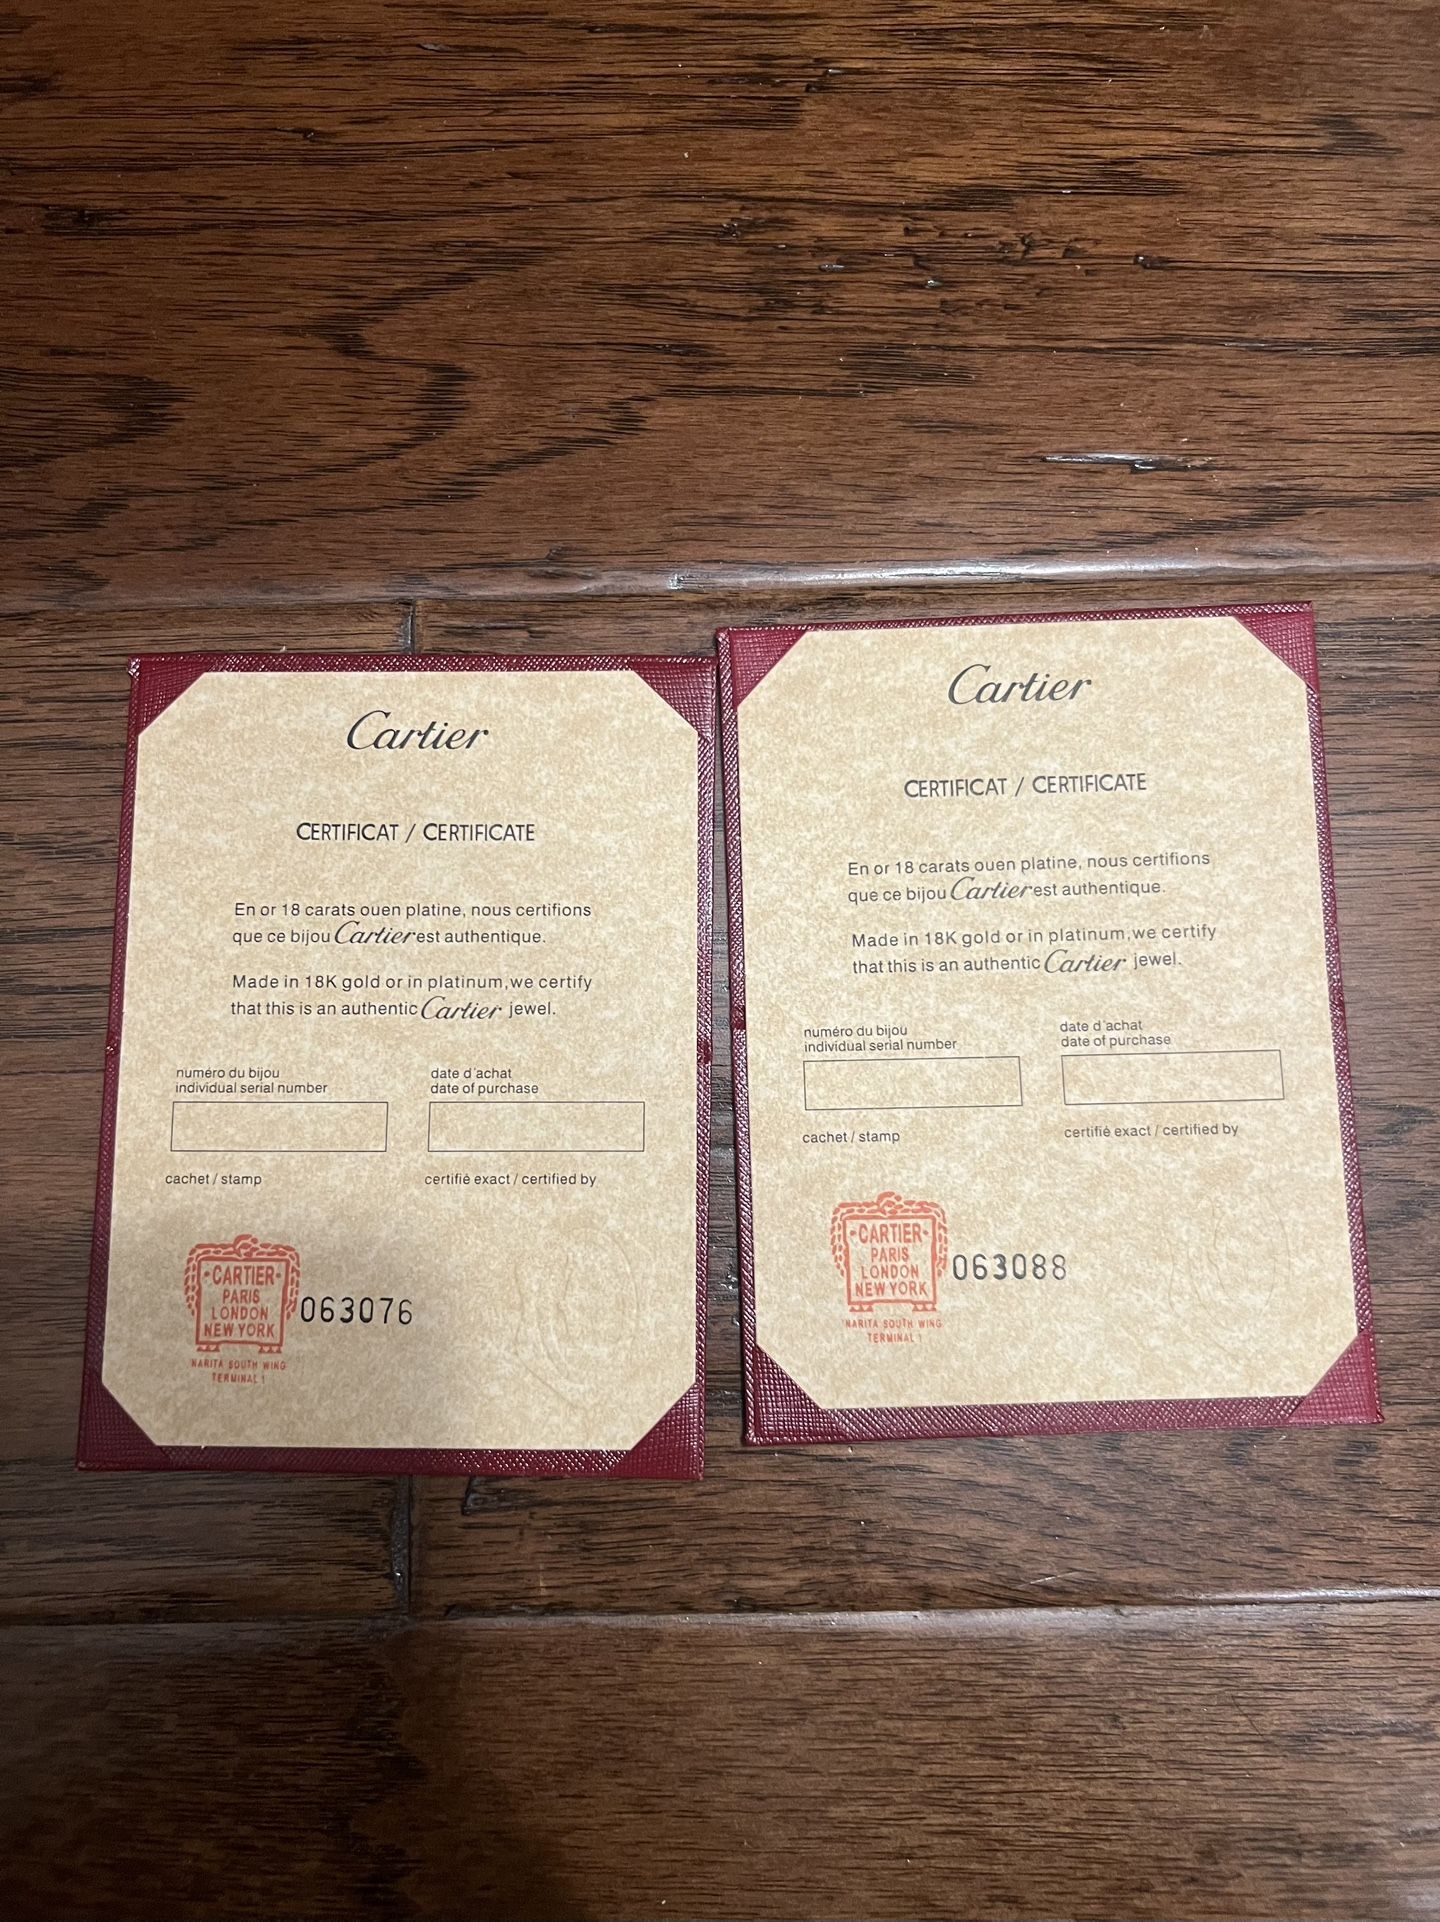 Cartier
CERTIFICAT / CERTIFICATE
En or 18 carats ouen platine, nous certifions
que ce bijou Cartier est authentique.
Made in 18K gold or in platinum,we certify
that this is an authentic Cartier jewel.
numéro du bijou
individual serial number
date d'achat
date of purchase
cachet / stamp
certifié exact / certified by
·CARTIER·
PARIS
LONDON
NEW YORK
063076
NARITA SOUTH WING
TERMINAL 1
Cartier
CERTIFICAT / CERTIFICATE
En or 18 carats ouen platine, nous certifions
que ce bijou Cartier est authentique.
Made in 18K gold or in platinum,we certify
that this is an authentic Cartier jewel.
numéro du bijou
individual serial number
date d'achat
date of purchase
cachet / stamp
certifié exact / certified by
·CARTIER·
PARIS
LONDON
NEW YORK
063088
NARITA SOUTH WING
TERMINAL 1